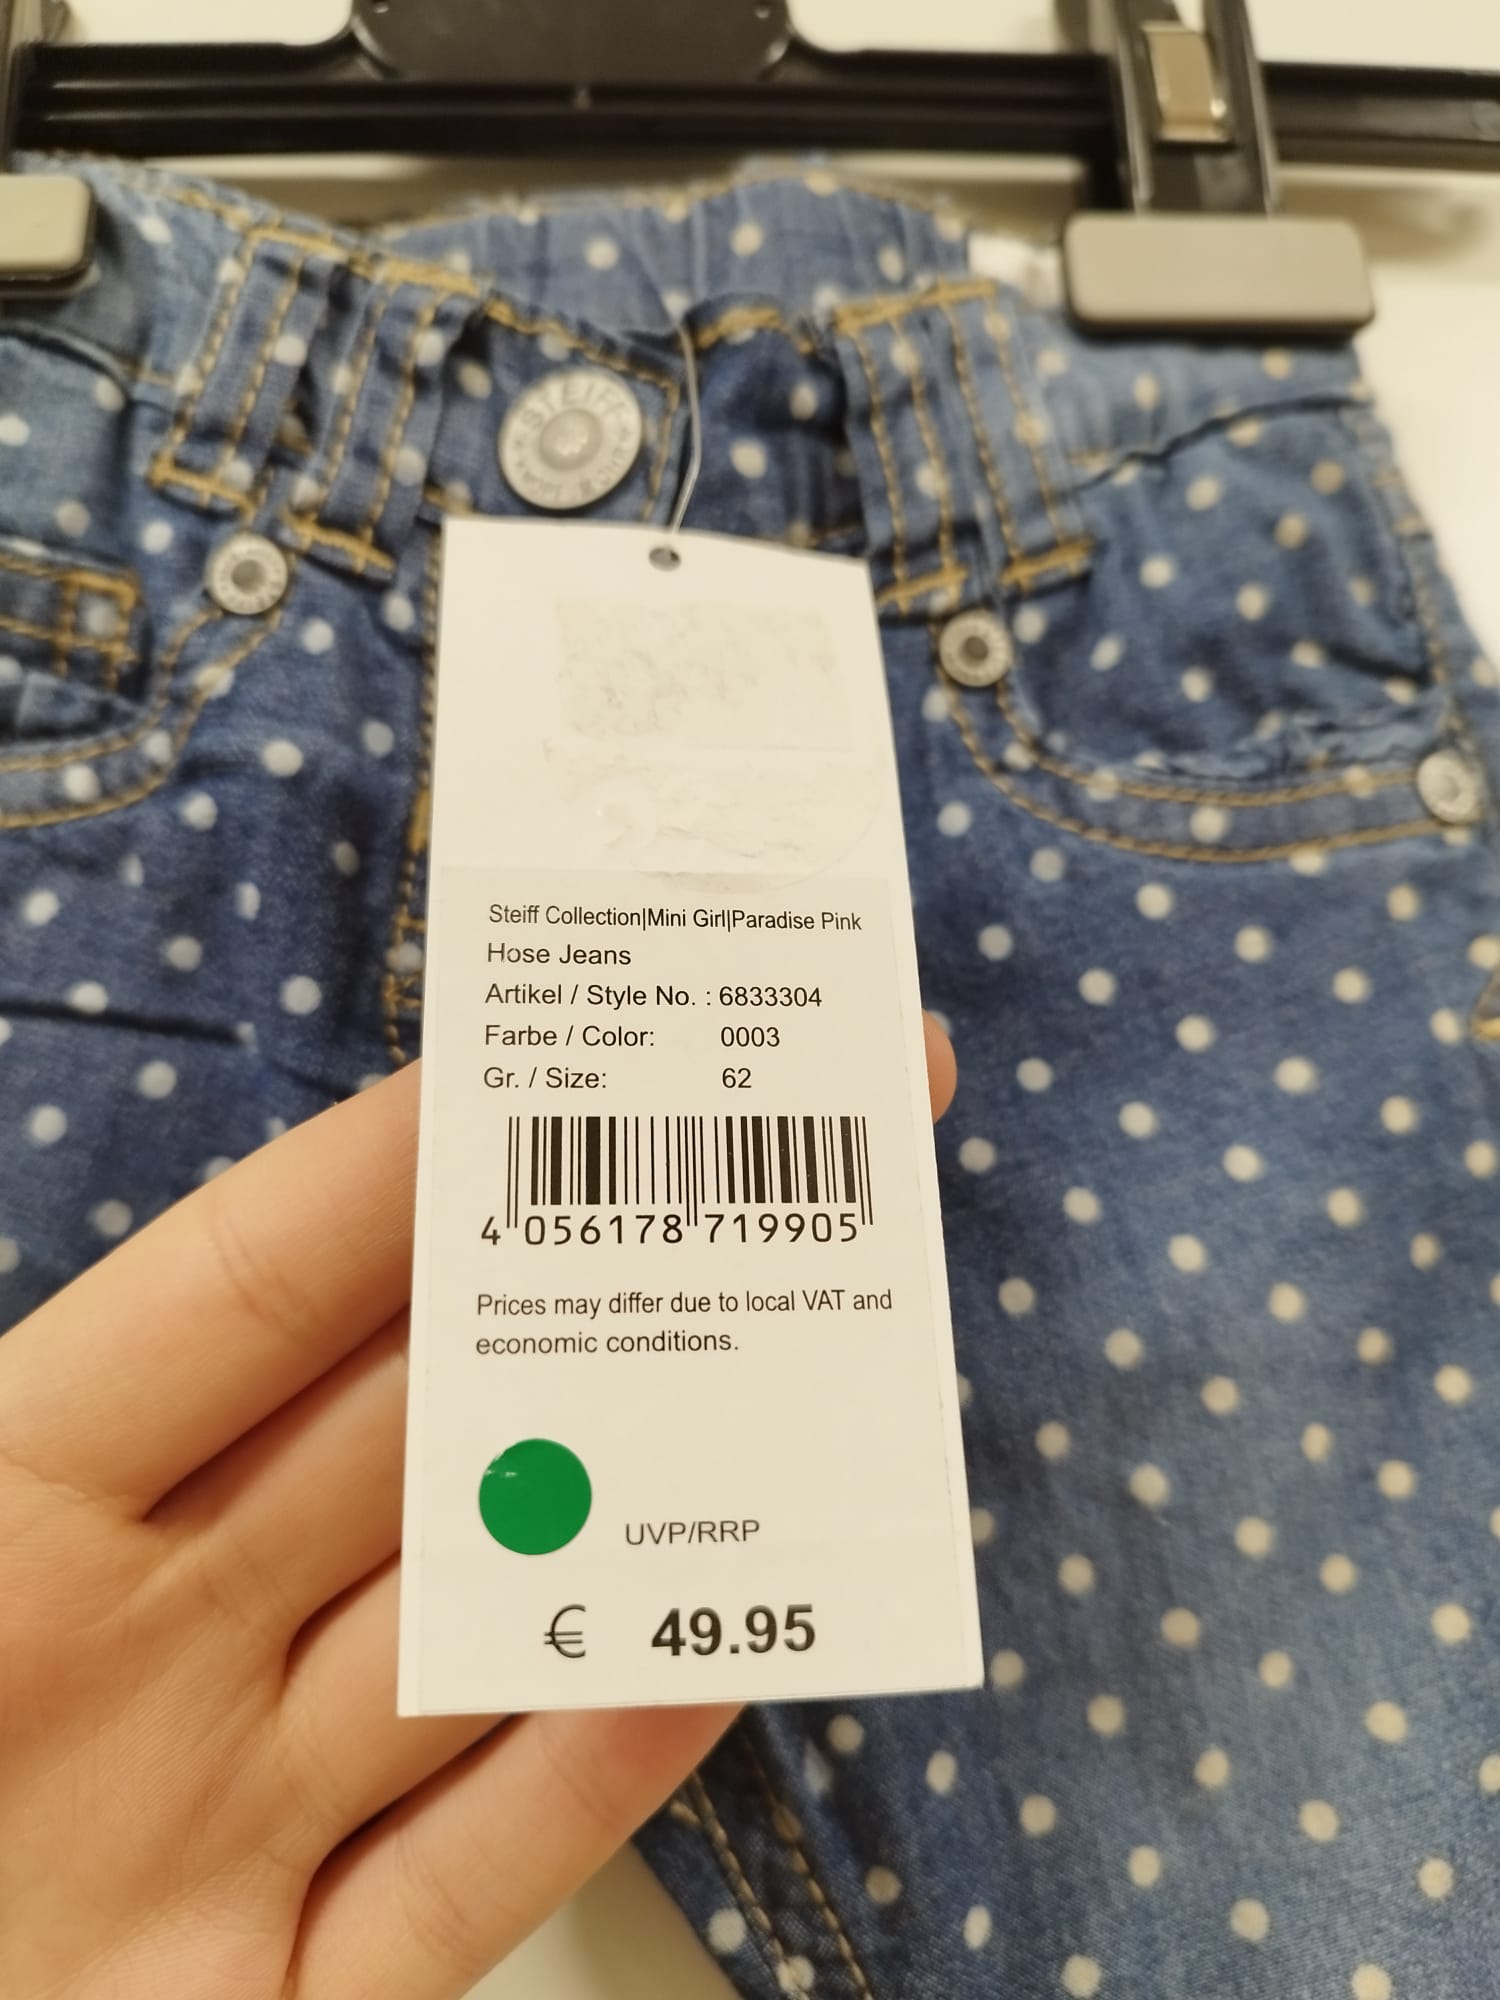 STEIFF
Steiff Collection|Mini Girl|Paradise Pink
Hose Jeans
Artikel / Style No. : 6833304
Farbe / Color: 0003
Gr. / Size: 62
4 056178 719905
Prices may differ due to local VAT and
economic conditions.
UVP/RRP
€ 49.95